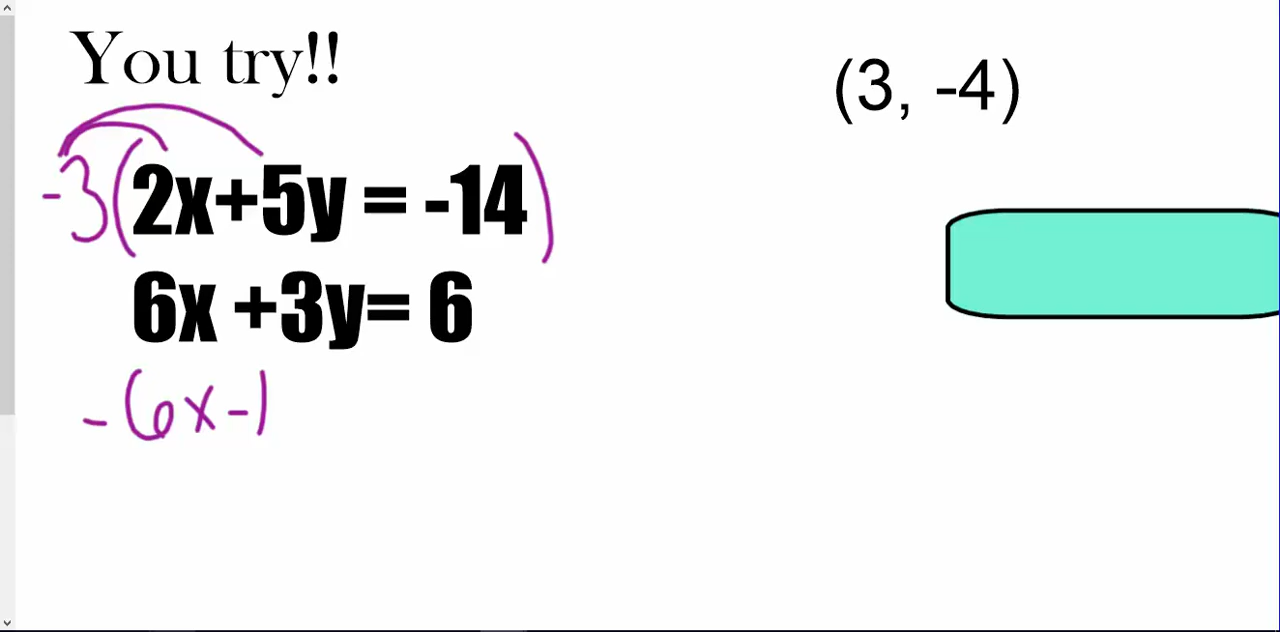 You try!!
(3, -4)
-3(2x+5y = -14)
6x +3y= 6
-6x-1